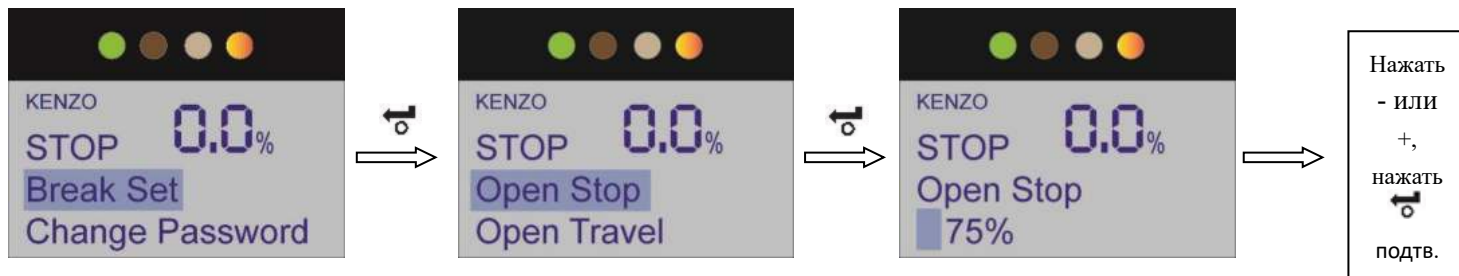 KENZO
STOP 0.0%
Break Set
Change Password
KENZO
STOP 0.0%
Open Stop
Open Travel
KENZO
STOP 0.0%
Open Stop
75%
Нажать
- или
+,
нажать
подтв.